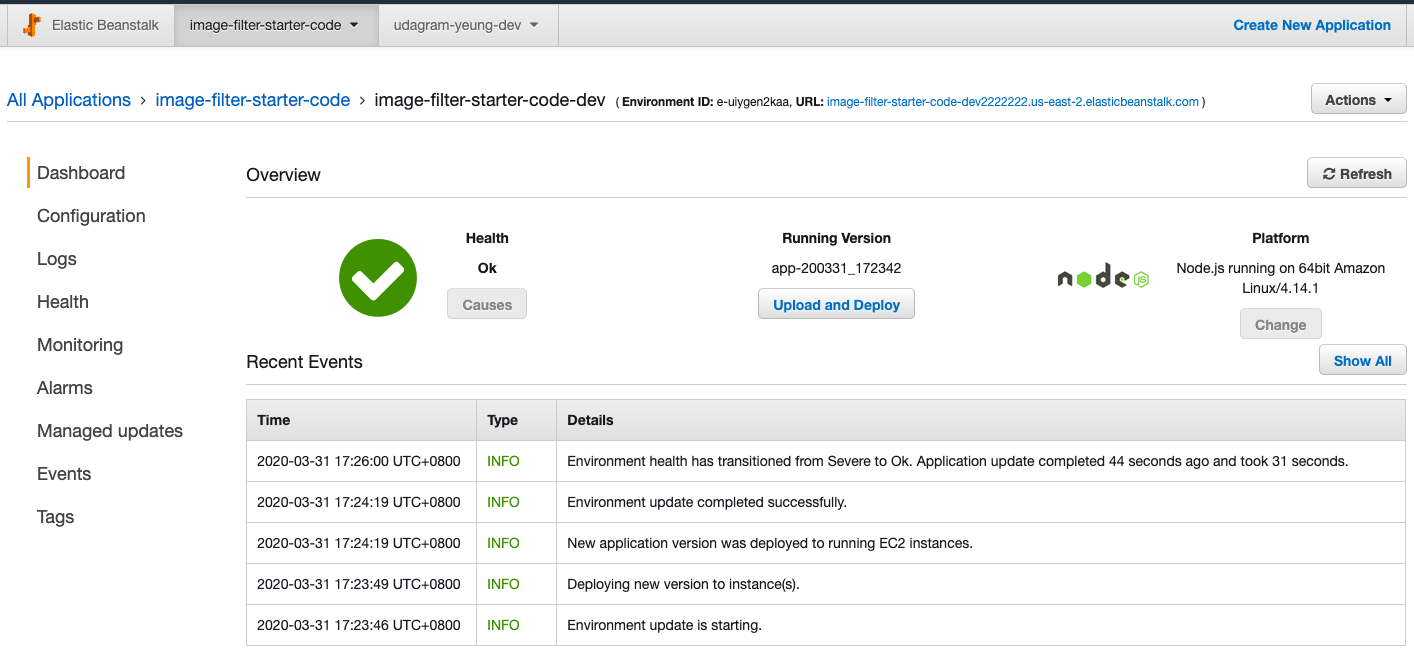 Elastic Beanstalk image-filter-starter-code udagram-yeung-dev Create New Application
All Applications › image-filter-starter-code › image-filter-starter-code-dev ( Environment ID: e-uiygen2kaa, URL: image-filter-starter-code-dev2222222.us-east-2.elasticbeanstalk.com ) Actions
Dashboard
Configuration
Logs
Health
Monitoring
Alarms
Managed updates
Events
Tags
Overview Refresh
Health
Ok
Causes
Running Version
app-200331_172342
Upload and Deploy
node JS
Platform
Node.js running on 64bit Amazon
Linux/4.14.1
Change
Recent Events Show All
Time Type Details
2020-03-31 17:26:00 UTC+0800 INFO Environment health has transitioned from Severe to Ok. Application update completed 44 seconds ago and took 31 seconds.
2020-03-31 17:24:19 UTC+0800 INFO Environment update completed successfully.
2020-03-31 17:24:19 UTC+0800 INFO New application version was deployed to running EC2 instances.
2020-03-31 17:23:49 UTC+0800 INFO Deploying new version to instance(s).
2020-03-31 17:23:46 UTC+0800 INFO Environment update is starting.